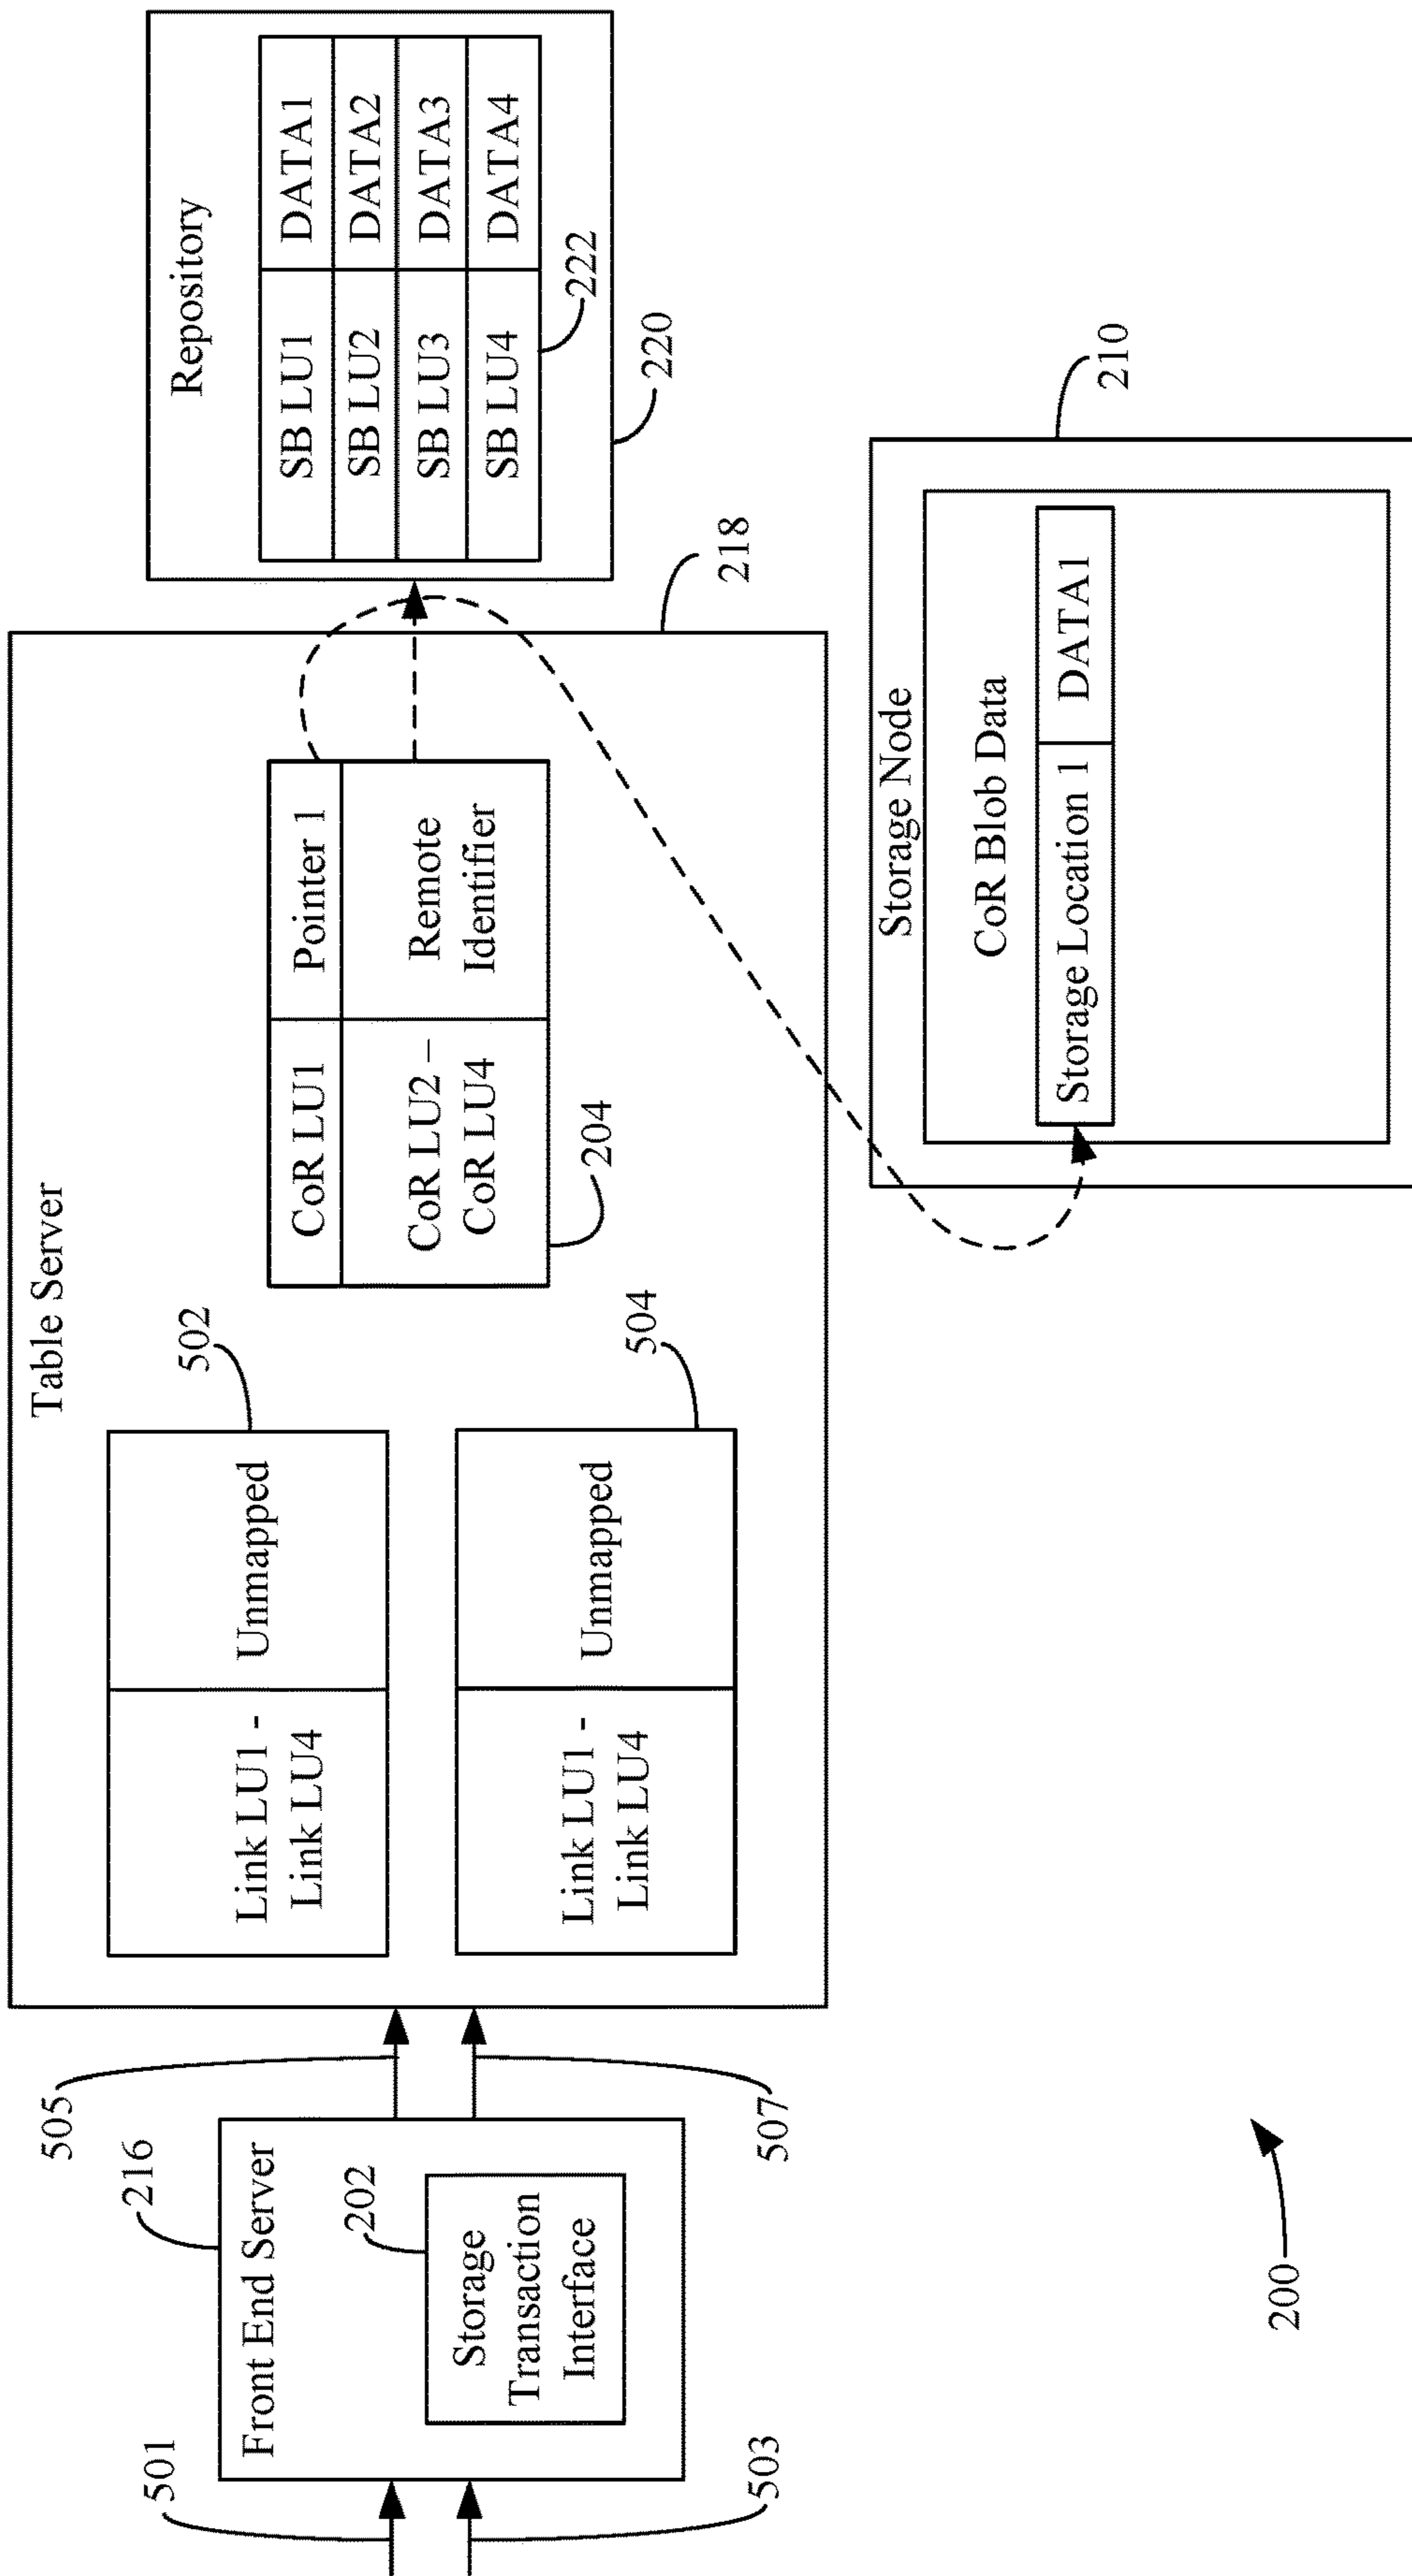 501
503
216
Front End Server
202
Storage
Transaction
Interface
505
507
Table Server
502
Link LU1 -
Link LU4
Unmapped
504
Link LU1 -
Link LU4
Unmapped
CoR LU1
Pointer 1
CoR LU2 –
CoR LU4
Remote
Identifier
204
218
Repository
SB LU1
DATA1
SB LU2
DATA2
SB LU3
DATA3
SB LU4
DATA4
222
220
Storage Node
CoR Blob Data
Storage Location 1
DATA1
210
200